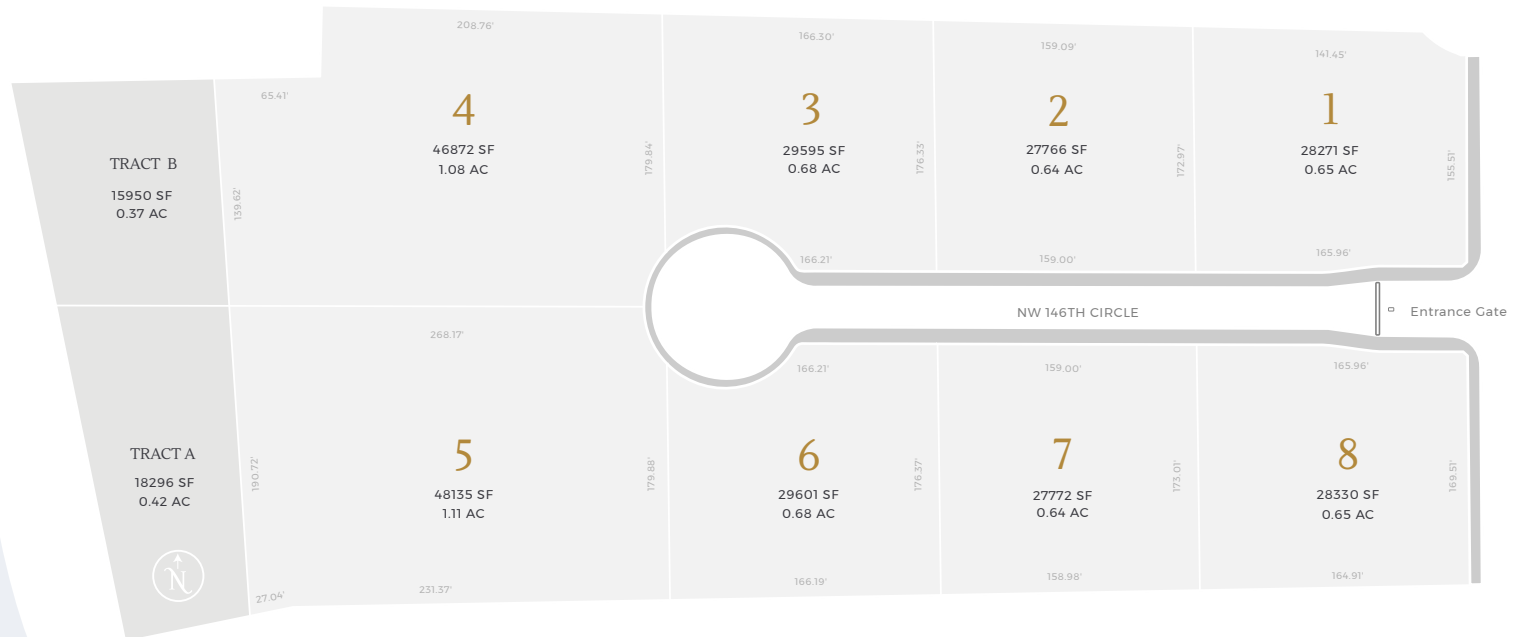 208.76'
166.30'
159.09'
141.45'
65.41'
4
46872 SF
1.08 AC
3
29595 SF
0.68 AC
2
27766 SF
0.64 AC
1
28271 SF
0.65 AC
TRACT B
15950 SF
0.37 AC
139.62'
179.84'
176.33'
172.97'
155.51'
166.21'
159.00'
165.96'
NW 146TH CIRCLE
Entrance Gate
268.17'
166.21'
159.00'
165.96'
TRACT A
18296 SF
0.42 AC
190.72'
5
48135 SF
1.11 AC
179.88'
6
29601 SF
0.68 AC
176.37'
7
27772 SF
0.64 AC
173.01'
8
28330 SF
0.65 AC
169.51'
N
27.04'
231.37'
166.19'
158.98'
164.91'